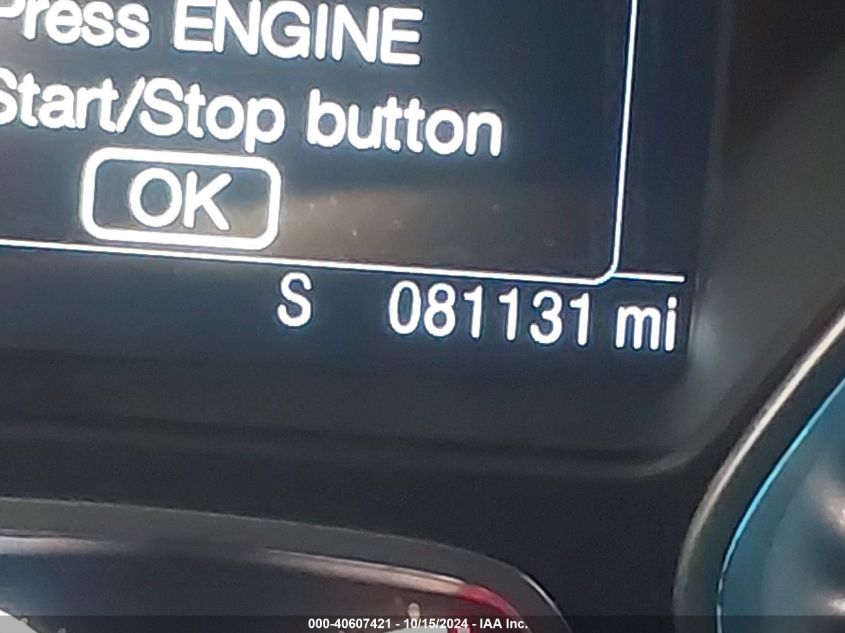 Press ENGINE
Start/Stop button
OK
S 081131 mi
000-40607421 - 10/15/2024 - IAA Inc.